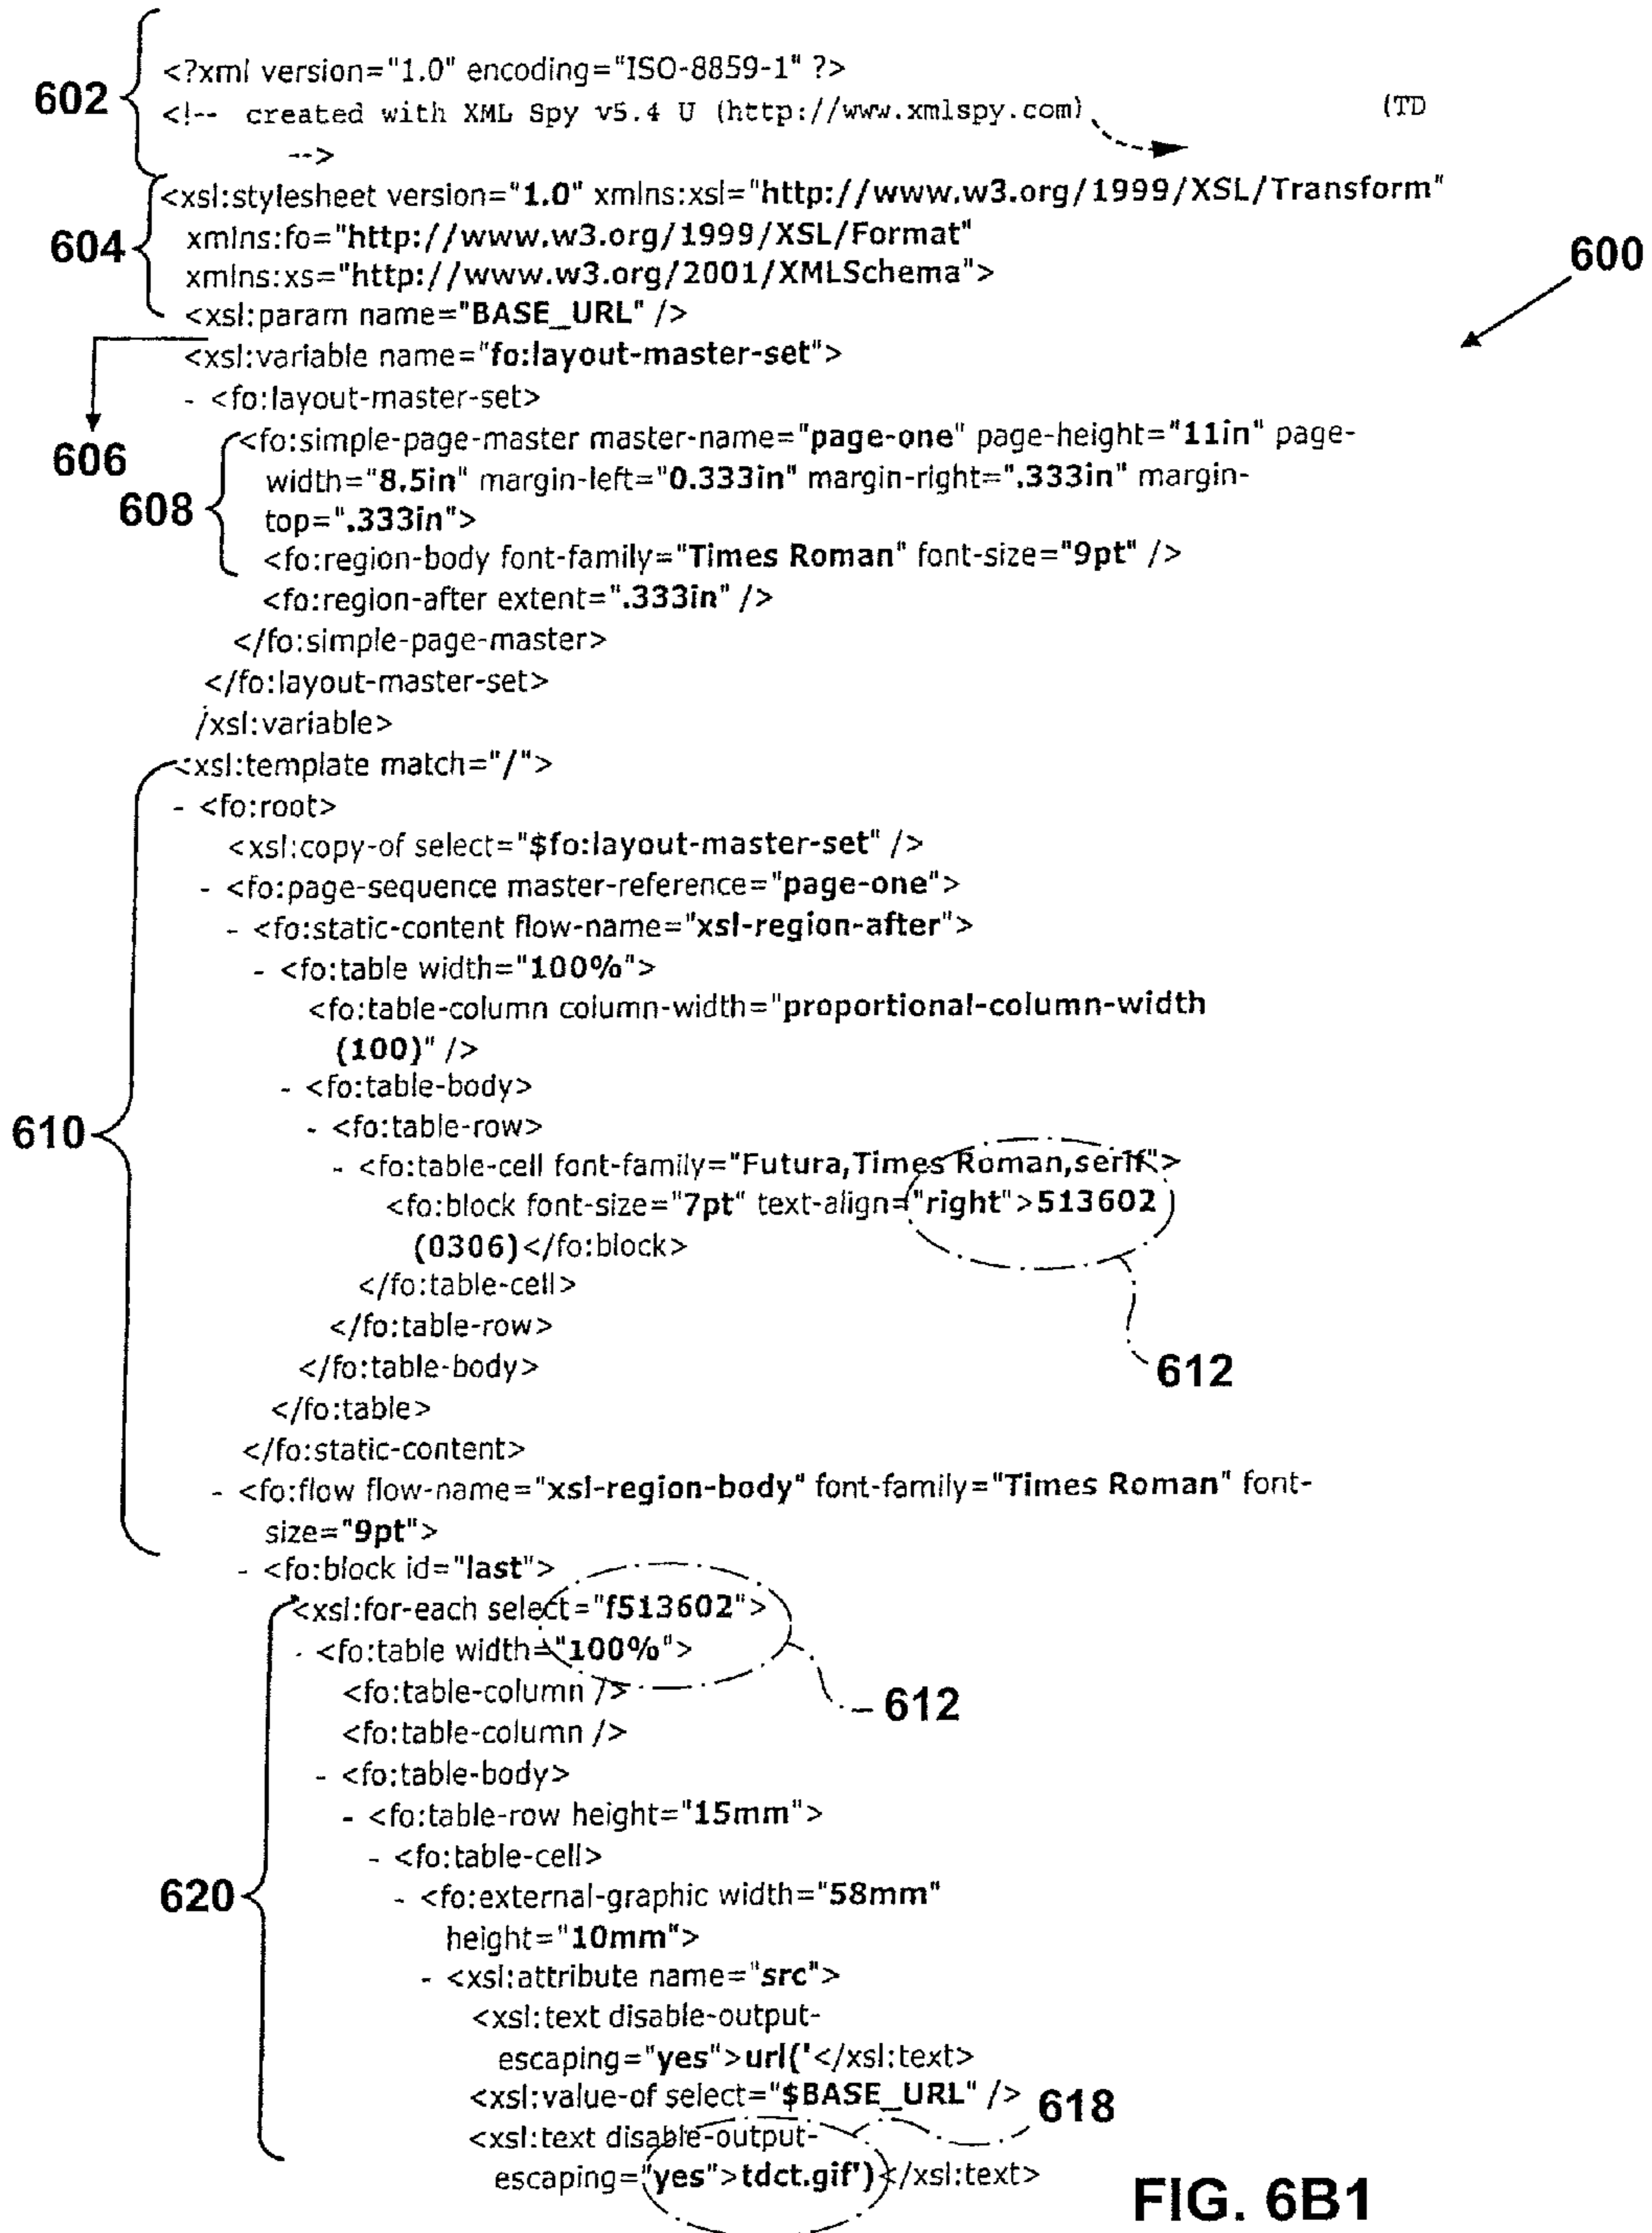 <?xml version="1.0" encoding="ISO-8859-1" ?>
602
<!-- created with XML Spy v5.4 U (http://www.xmlspy.com) (TD
-->
<xsl:stylesheet version="1.0" xmlns:xsl="http://www.w3.org/1999/XSL/Transform"
604
xmlns:fo="http://www.w3.org/1999/XSL/Format"
600
xmlns:xs="http://www.w3.org/2001/XMLSchema">
<xsl:param name="BASE_URL" />
<xsl:variable name="fo:layout-master-set">
- <fo:layout-master-set>
606
<fo:simple-page-master master-name="page-one" page-height="11in" page-
width="8.5in" margin-left="0.333in" margin-right=".333in" margin-
608
top=".333in">
<fo:region-body font-family="Times Roman" font-size="9pt" />
<fo:region-after extent=".333in" />
</fo:simple-page-master>
</fo:layout-master-set>
/xsl:variable>
<xsl:template match="/">
- <fo:root>
<xsl:copy-of select="$fo:layout-master-set" />
- <fo:page-sequence master-reference="page-one">
- <fo:static-content flow-name="xsl-region-after">
- <fo:table width="100%">
<fo:table-column column-width="proportional-column-width
(100)" />
- <fo:table-body>
610
- <fo:table-row>
- <fo:table-cell font-family="Futura,Times Roman,serif">
<fo:block font-size="7pt" text-align="right">513602
(0306)</fo:block>
</fo:table-cell>
</fo:table-row>
</fo:table-body>
612
</fo:table>
</fo:static-content>
- <fo:flow flow-name="xsl-region-body" font-family="Times Roman" font-
size="9pt">
- <fo:block id="last">
<xsl:for-each select="f513602">
- <fo:table width="100%">
<fo:table-column />
612
<fo:table-column />
- <fo:table-body>
- <fo:table-row height="15mm">
- <fo:table-cell>
620
- <fo:external-graphic width="58mm"
height="10mm">
- <xsl:attribute name="src">
<xsl:text disable-output-
escaping="yes">url('</xsl:text>
<xsl:value-of select="$BASE_URL" />
618
<xsl:text disable-output-
escaping="yes">tdct.gif')</xsl:text>
FIG. 6B1